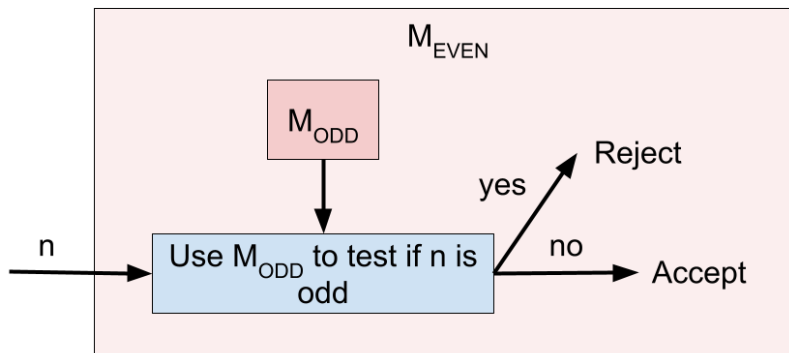 M_EVEN
M_ODD
Reject
yes
n
Use M_ODD to test if n is
odd
no
Accept